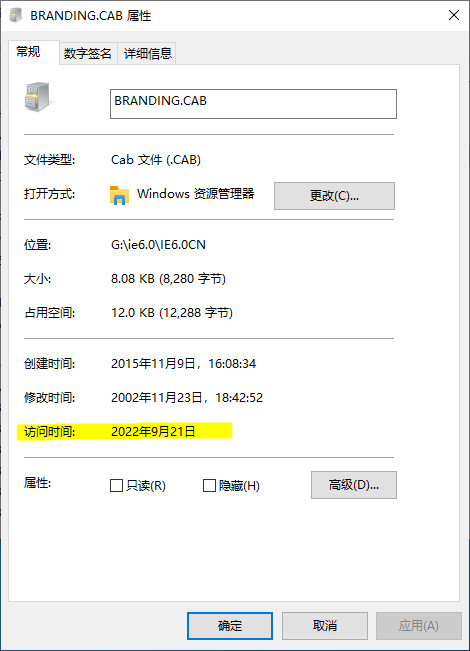 BRANDING.CAB 属性
常规 数字签名 详细信息
BRANDING.CAB
文件类型: Cab 文件 (.CAB)
打开方式: Windows 资源管理器 更改(C)...
位置: G:\ie6.0\IE6.0CN
大小: 8.08 KB (8,280 字节)
占用空间: 12.0 KB (12,288 字节)
创建时间: 2015年11月9日，16:08:34
修改时间: 2002年11月23日，18:42:52
访问时间: 2022年9月21日
属性: 只读(R) 隐藏(H) 高级(D)...
确定 取消 应用(A)